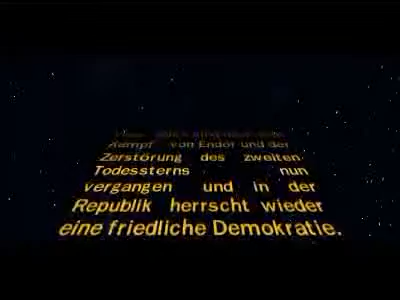 Kampf von Endor und der
Zerstörung des zweiten
Todessterns nun
vergangen und in der
Republik herrscht wieder
eine friedliche Demokratie.